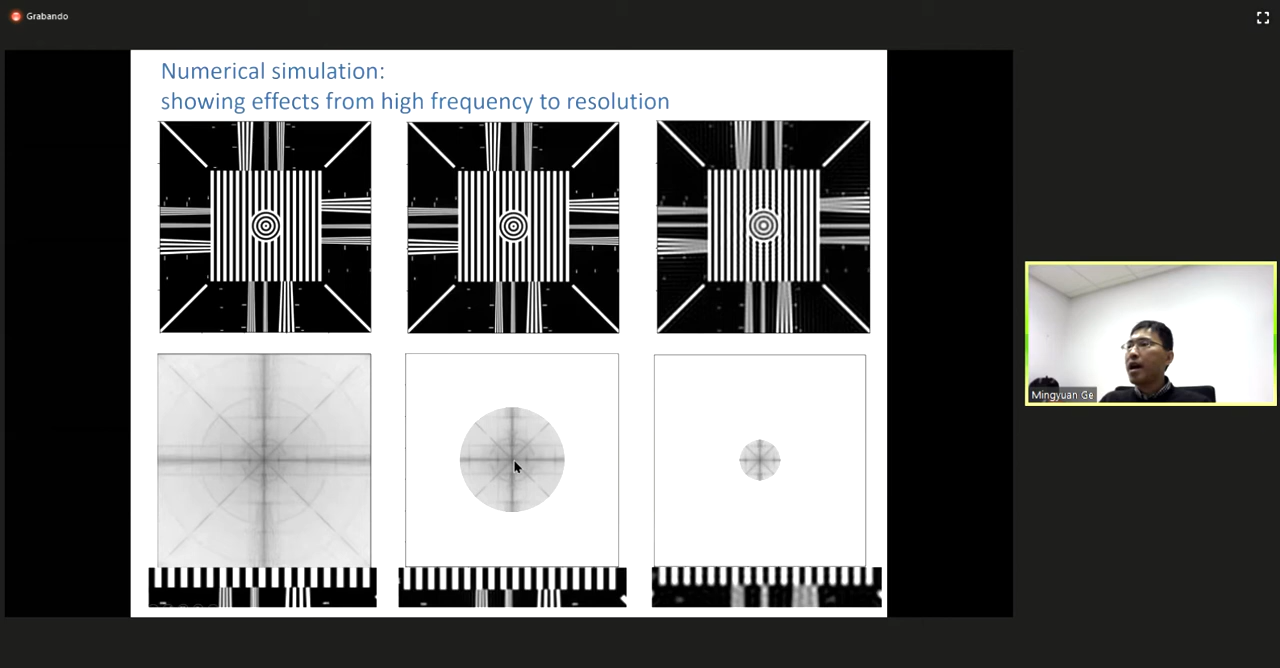 Grabando
Numerical simulation:
showing effects from high frequency to resolution
Mingyuan Ge